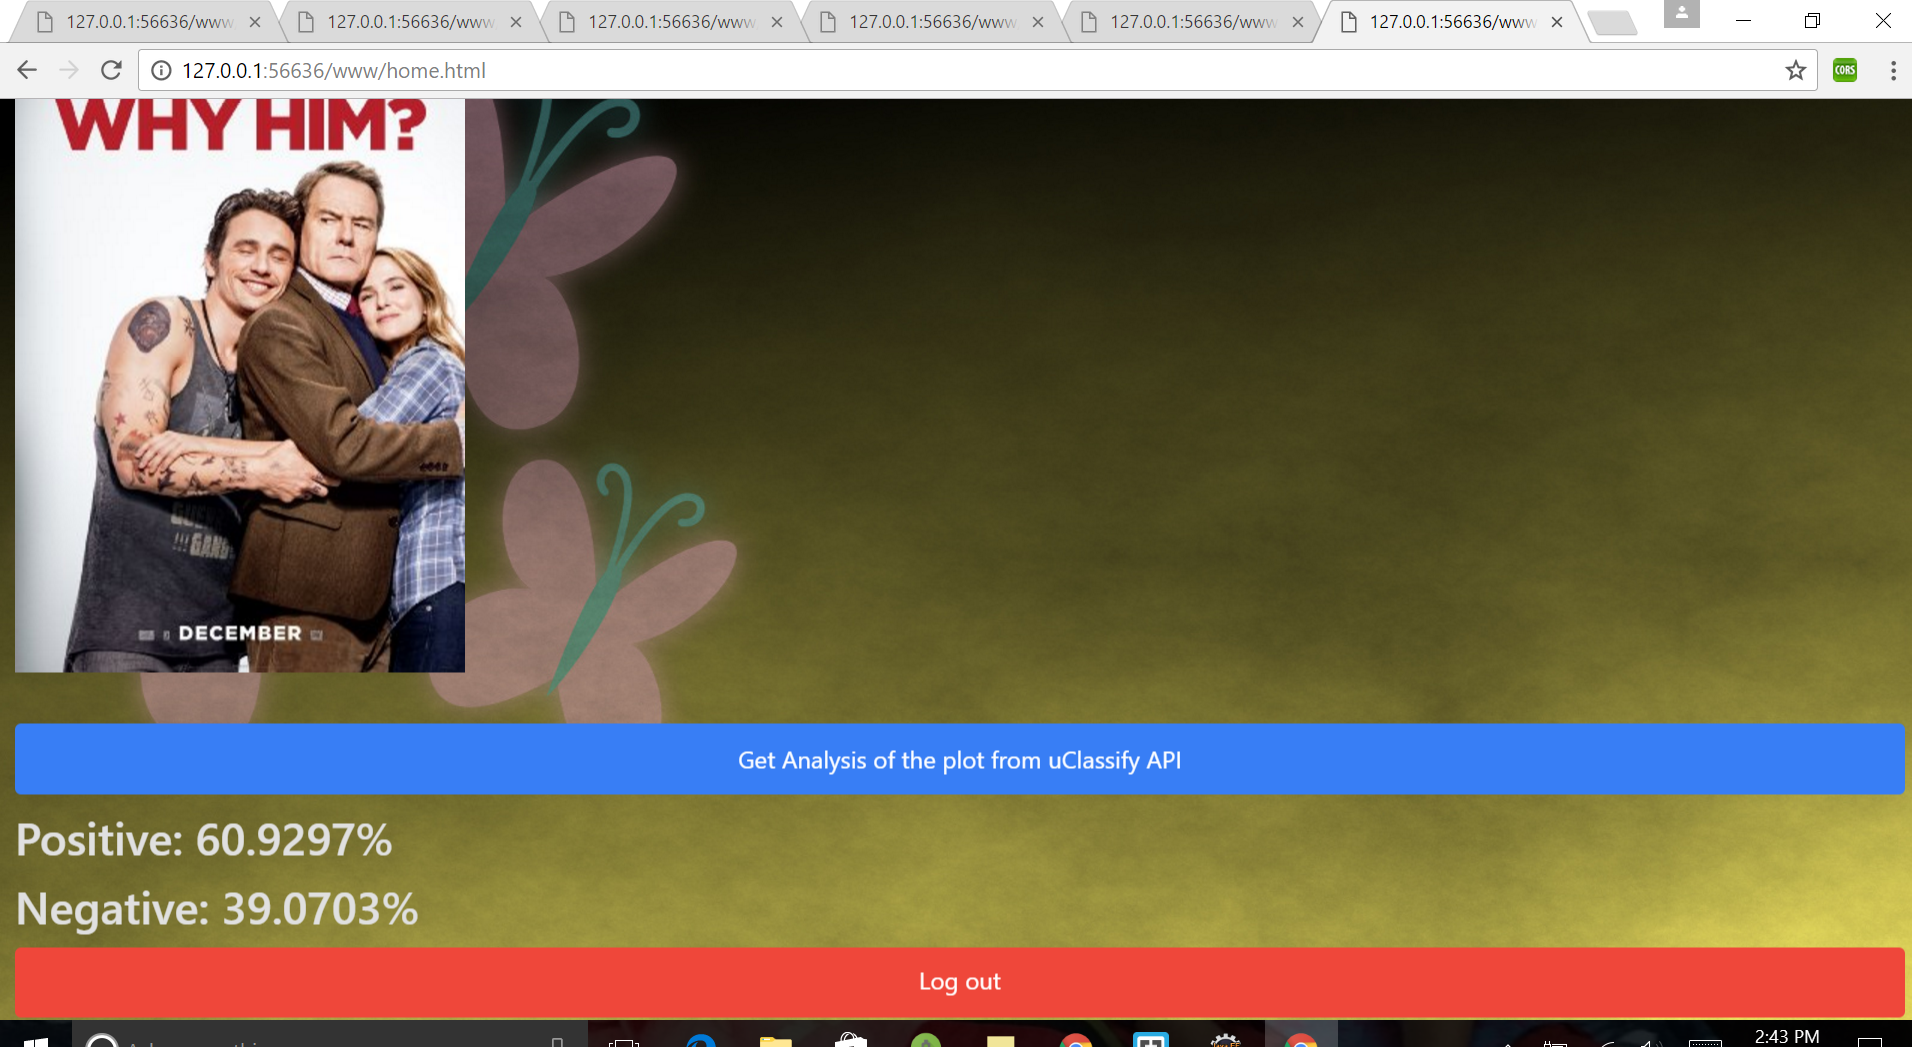 127.0.0.1:56636/www
127.0.0.1:56636/www
127.0.0.1:56636/www
127.0.0.1:56636/www
127.0.0.1:56636/www
127.0.0.1:56636/www
127.0.0.1:56636/www/home.html
CORS
WHY HIM?
DECEMBER
Get Analysis of the plot from uClassify API
Positive: 60.9297%
Negative: 39.0703%
Log out
2:43 PM